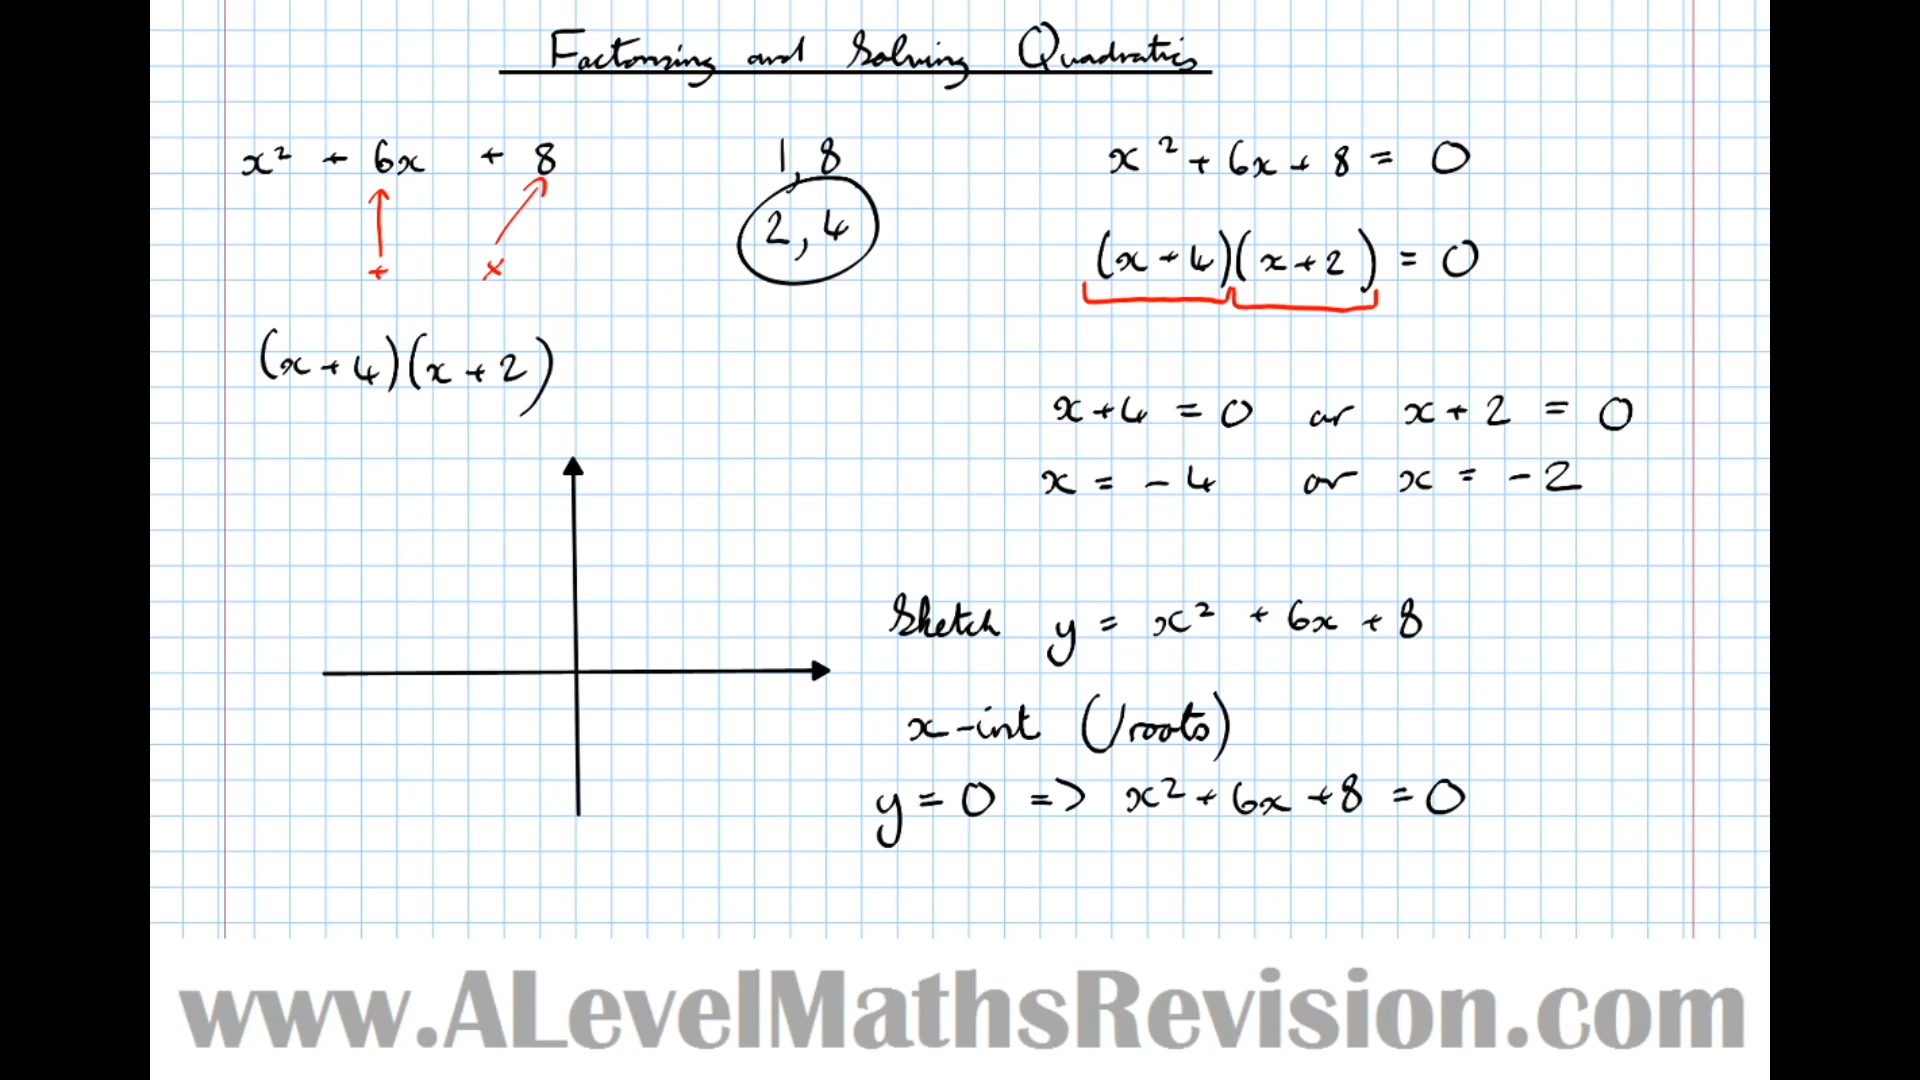 Factorising and Solving Quadratics
x² + 6x + 8
+ ×
(x+4)(x+2)
1, 8
2, 4
x² + 6x + 8 = 0
(x+4)(x+2) = 0
x+4 = 0 or x+2 = 0
x = -4 or x = -2
Sketch y = x² + 6x + 8
x-int (/roots)
y = 0 => x² + 6x + 8 = 0
www.ALevelMathsRevision.com